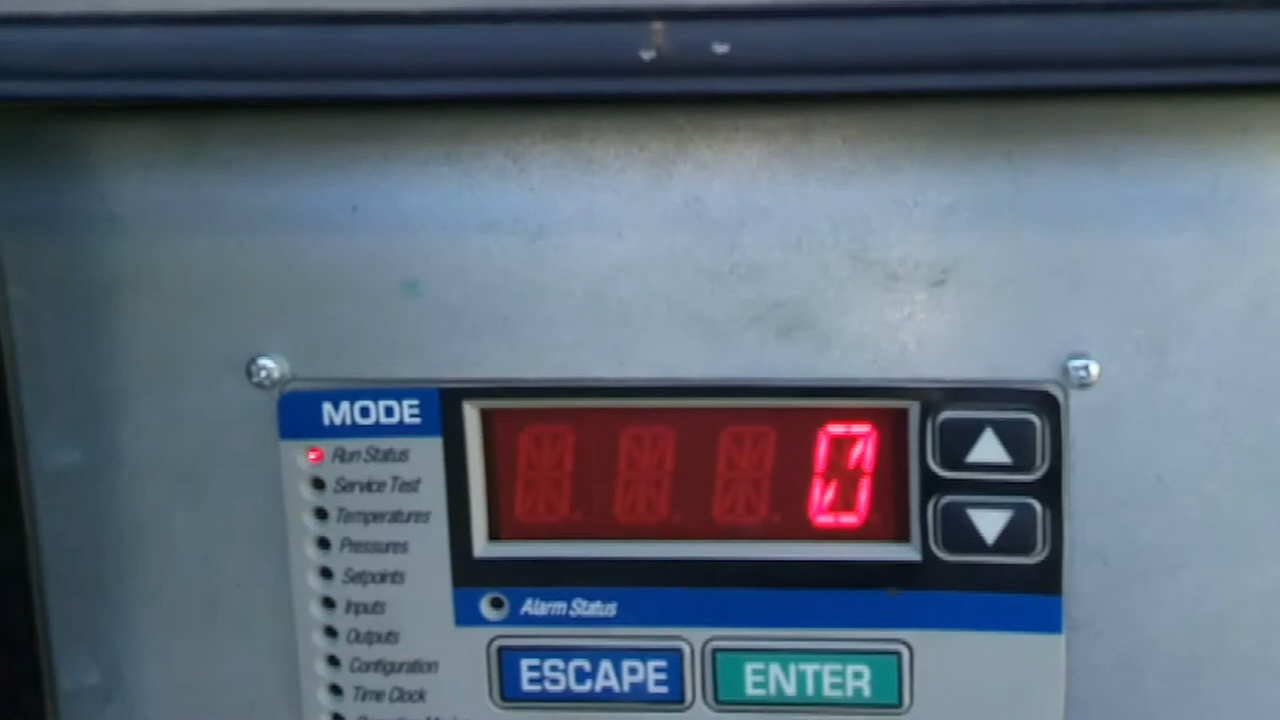 MODE
Run Status
Service Test
Temperatures
Pressures
Setpoints
Inputs
Outputs
Configuration
Time Clock
0
Alarm Status
ESCAPE
ENTER